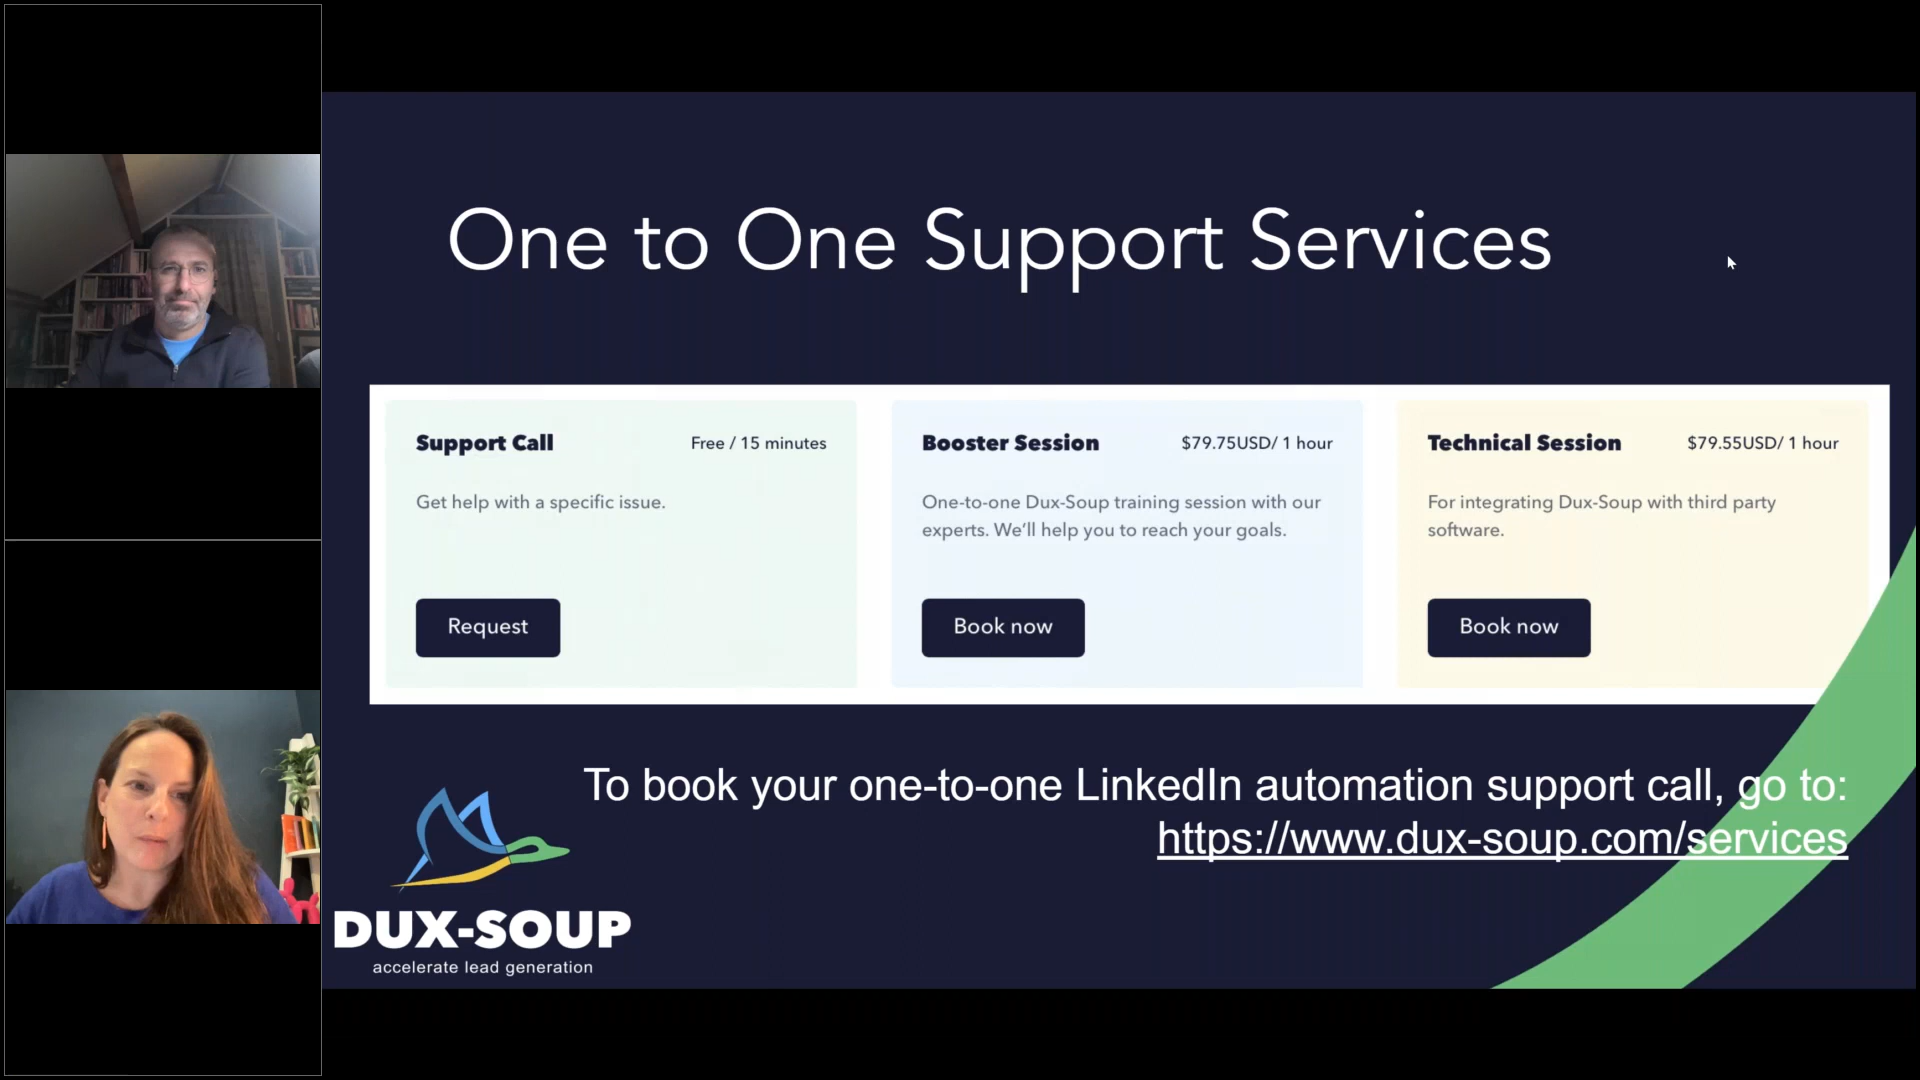 One to One Support Services
Support Call
Free / 15 minutes
Get help with a specific issue.
Request
Booster Session
$79.75USD/ 1 hour
One-to-one Dux-Soup training session with our
experts. We’ll help you to reach your goals.
Book now
Technical Session
$79.55USD/ 1 hour
For integrating Dux-Soup with third party
software.
Book now
To book your one-to-one LinkedIn automation support call, go to:
https://www.dux-soup.com/services
DUX-SOUP
accelerate lead generation